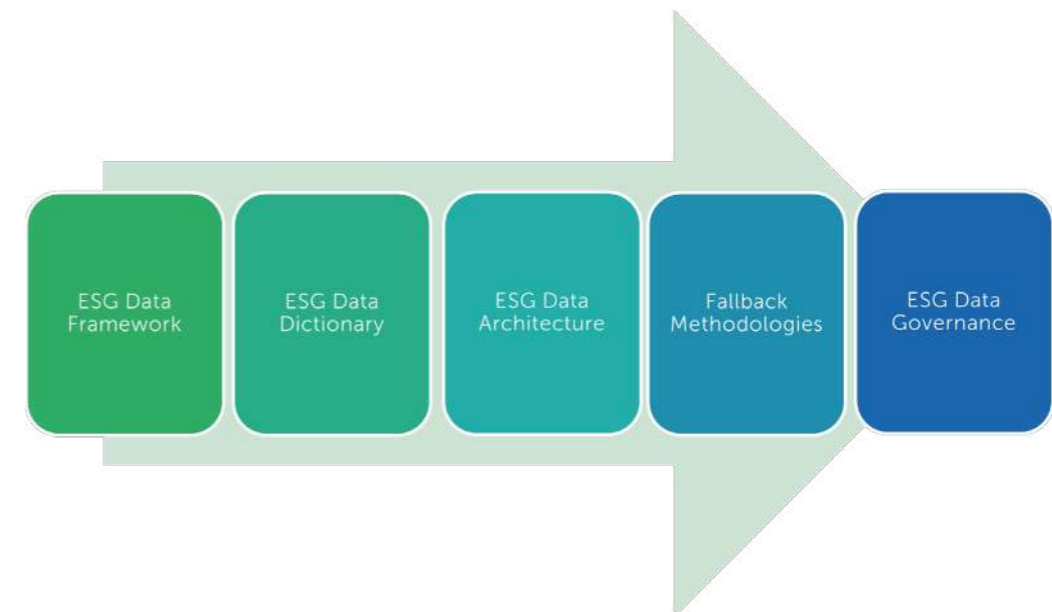 ESG Data
Framework
ESG Data
Dictionary
ESG Data
Architecture
Fallback
Methodologies
ESG Data
Governance